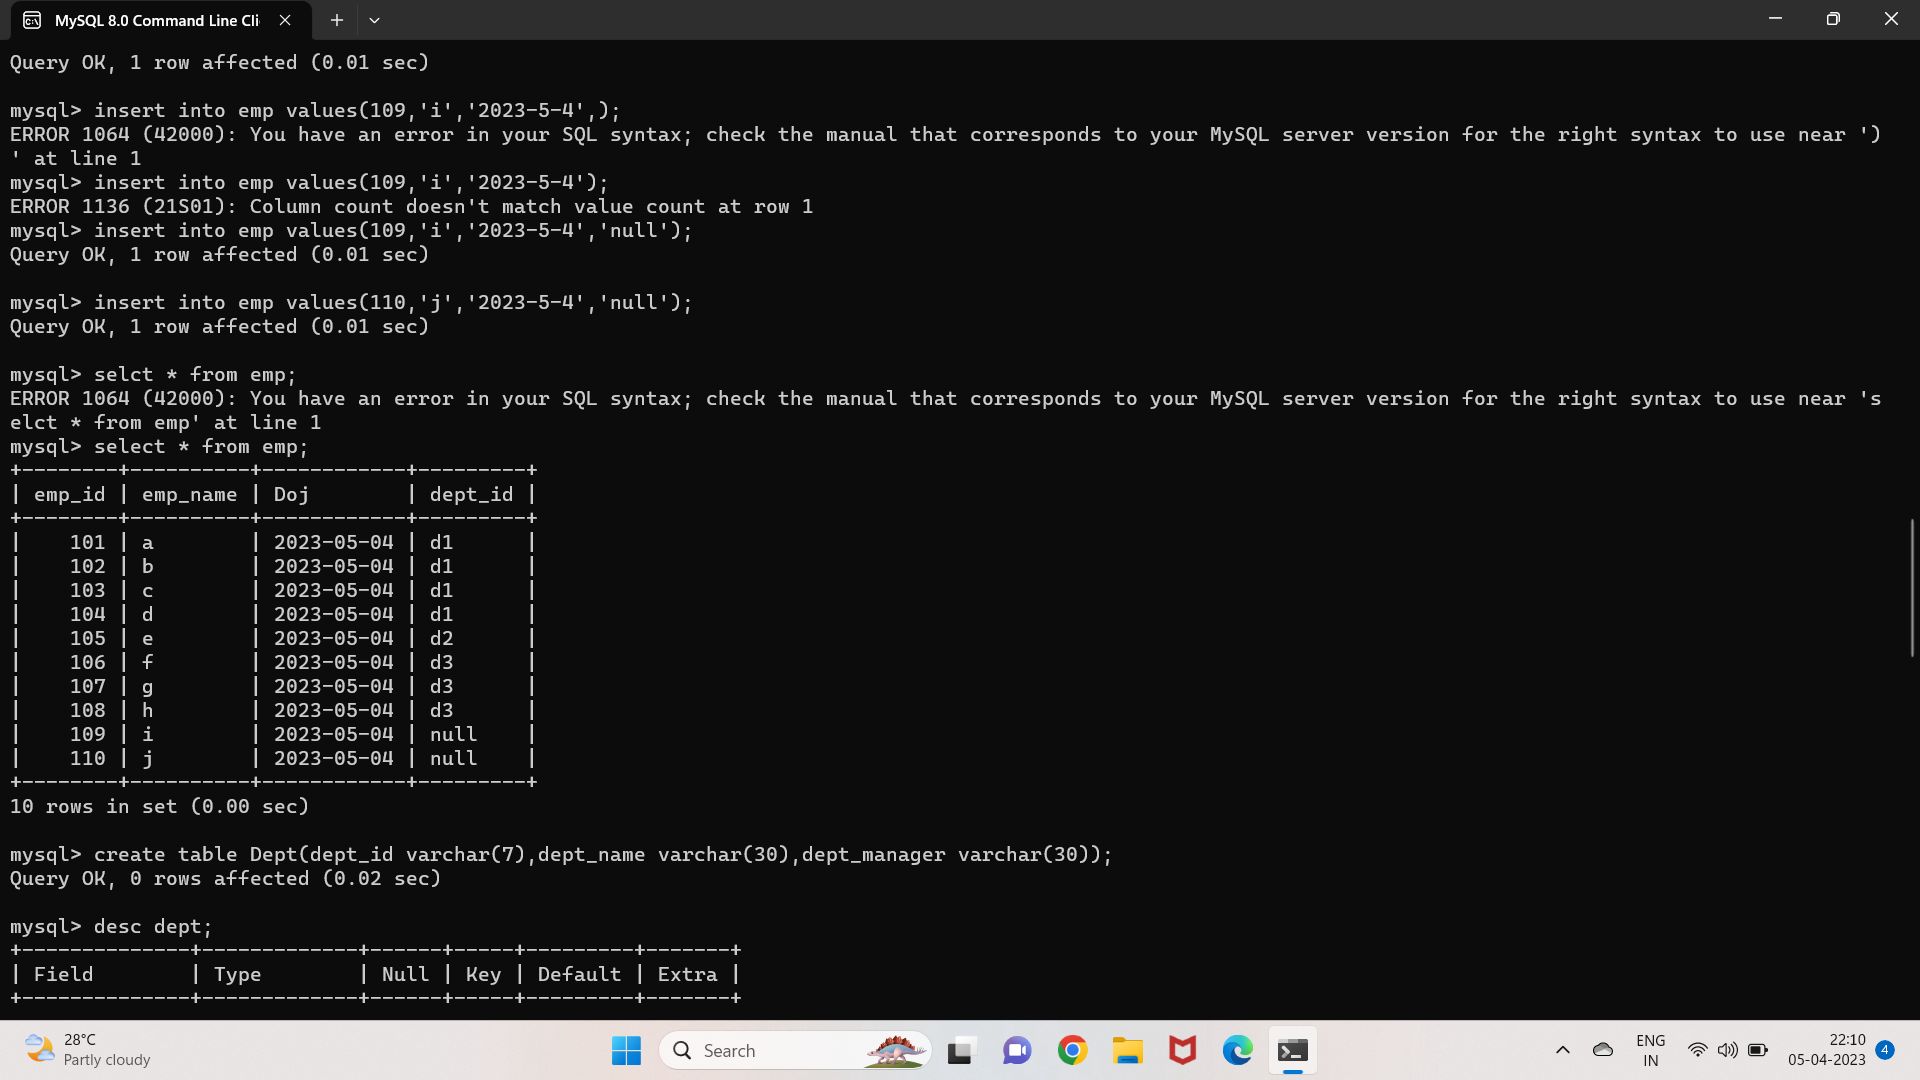 MySQL 8.0 Command Line Cli
Query OK, 1 row affected (0.01 sec)
mysql> insert into emp values(109,'i','2023-5-4',);
ERROR 1064 (42000): You have an error in your SQL syntax; check the manual that corresponds to your MySQL server version for the right syntax to use near ')
' at line 1
mysql> insert into emp values(109,'i','2023-5-4');
ERROR 1136 (21S01): Column count doesn't match value count at row 1
mysql> insert into emp values(109,'i','2023-5-4','null');
Query OK, 1 row affected (0.01 sec)
mysql> insert into emp values(110,'j','2023-5-4','null');
Query OK, 1 row affected (0.01 sec)
mysql> selct * from emp;
ERROR 1064 (42000): You have an error in your SQL syntax; check the manual that corresponds to your MySQL server version for the right syntax to use near 's
elct * from emp' at line 1
mysql> select * from emp;
+--------+----------+------------+---------+
| emp_id | emp_name | Doj        | dept_id |
+--------+----------+------------+---------+
|    101 | a        | 2023-05-04 | d1      |
|    102 | b        | 2023-05-04 | d1      |
|    103 | c        | 2023-05-04 | d1      |
|    104 | d        | 2023-05-04 | d1      |
|    105 | e        | 2023-05-04 | d2      |
|    106 | f        | 2023-05-04 | d3      |
|    107 | g        | 2023-05-04 | d3      |
|    108 | h        | 2023-05-04 | d3      |
|    109 | i        | 2023-05-04 | null    |
|    110 | j        | 2023-05-04 | null    |
+--------+----------+------------+---------+
10 rows in set (0.00 sec)
mysql> create table Dept(dept_id varchar(7),dept_name varchar(30),dept_manager varchar(30));
Query OK, 0 rows affected (0.02 sec)
mysql> desc dept;
+--------------+-------------+------+-----+---------+-------+
| Field        | Type        | Null | Key | Default | Extra |
+--------------+-------------+------+-----+---------+-------+
28°C
Partly cloudy
Search
ENG
IN
22:10
05-04-2023
4